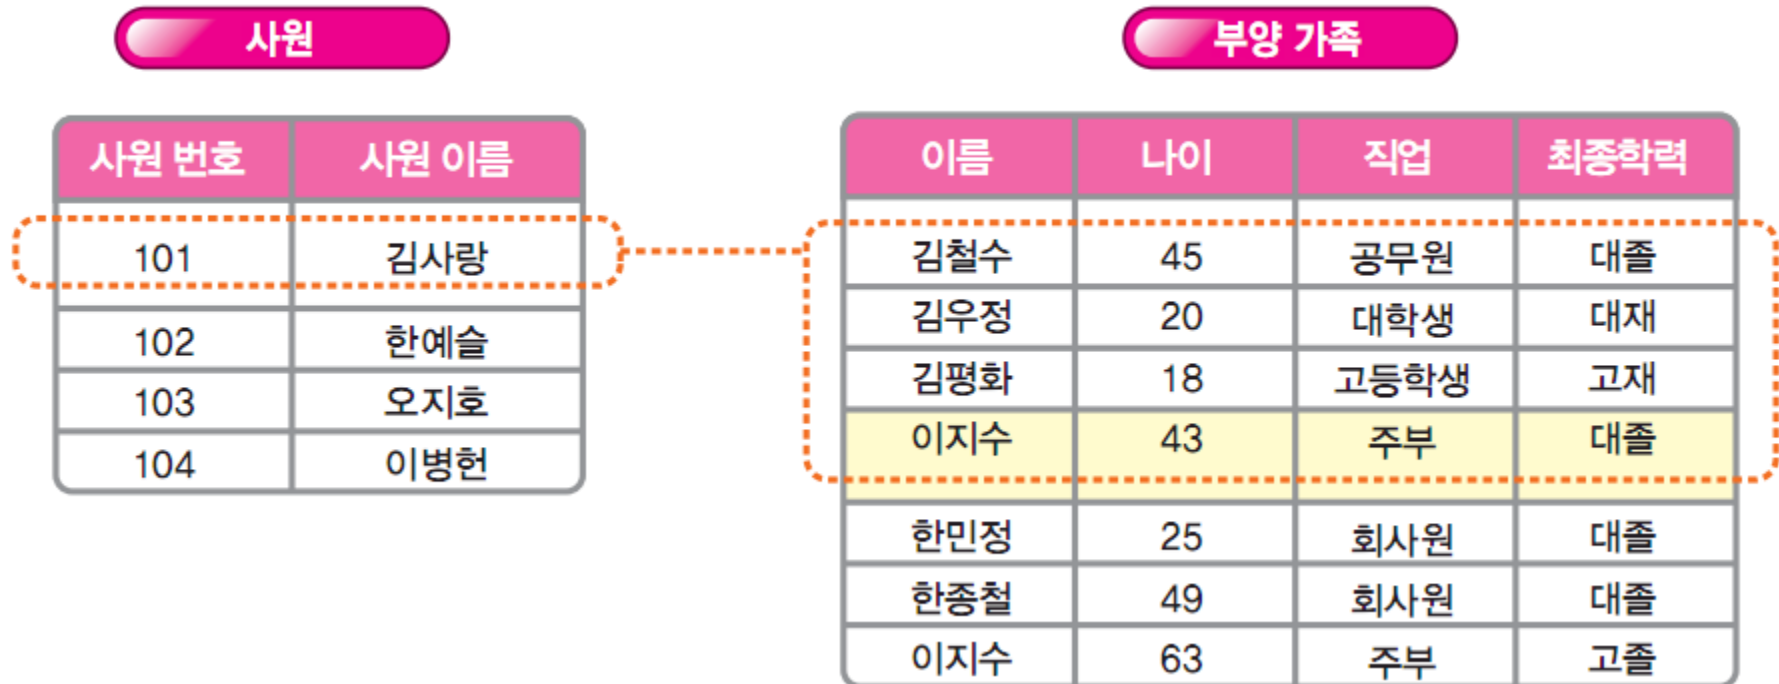 사원
사원 번호 사원 이름
101 김사랑
102 한예슬
103 오지호
104 이병헌
부양 가족
이름 나이 직업 최종학력
김철수 45 공무원 대졸
김우정 20 대학생 대재
김평화 18 고등학생 고재
이지수 43 주부 대졸
한민정 25 회사원 대졸
한종철 49 회사원 대졸
이지수 63 주부 고졸